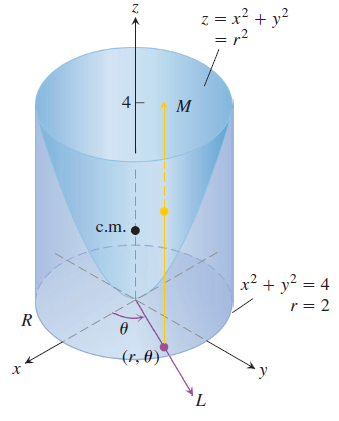 z
z = x² + y²
= r²
4
M
c.m.
x² + y² = 4
r = 2
R
θ
(r, θ)
x
y
L